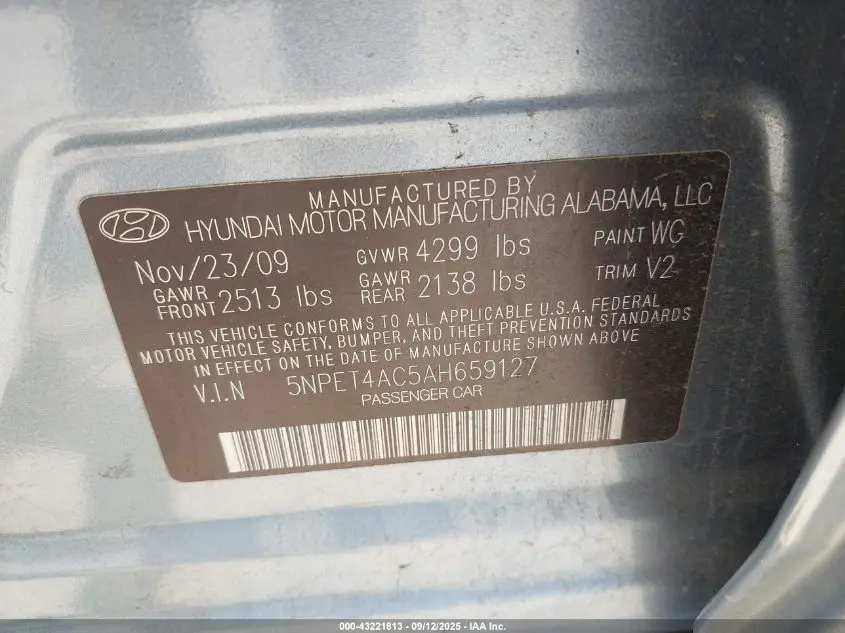 MANUFACTURED BY
HYUNDAI MOTOR MANUFACTURING ALABAMA, LLC
Nov/23/09 GVWR 4299 lbs PAINT WG
GAWR FRONT 2513 lbs GAWR REAR 2138 lbs TRIM V2
THIS VEHICLE CONFORMS TO ALL APPLICABLE U.S.A. FEDERAL
MOTOR VEHICLE SAFETY, BUMPER, AND THEFT PREVENTION STANDARDS
IN EFFECT ON THE DATE OF MANUFACTURE SHOWN ABOVE
V.I.N 5NPET4AC5AH659127
PASSENGER CAR
000-43221813 - 09/12/2025 - IAA Inc.